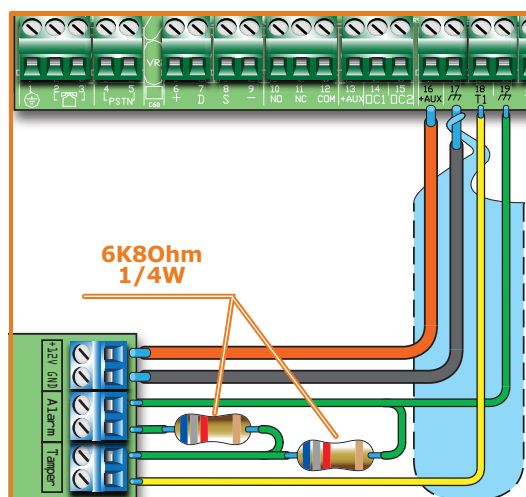 1 2 3 4 5 6 7 8 9 10 11 12 13 14 15 16 17 18 19
PSTN VR + D S - NO NC COM +AUX OC1 OC2 +AUX T1
C60
6K8Ohm
1/4W
+12V GND
Alarm
Tamper